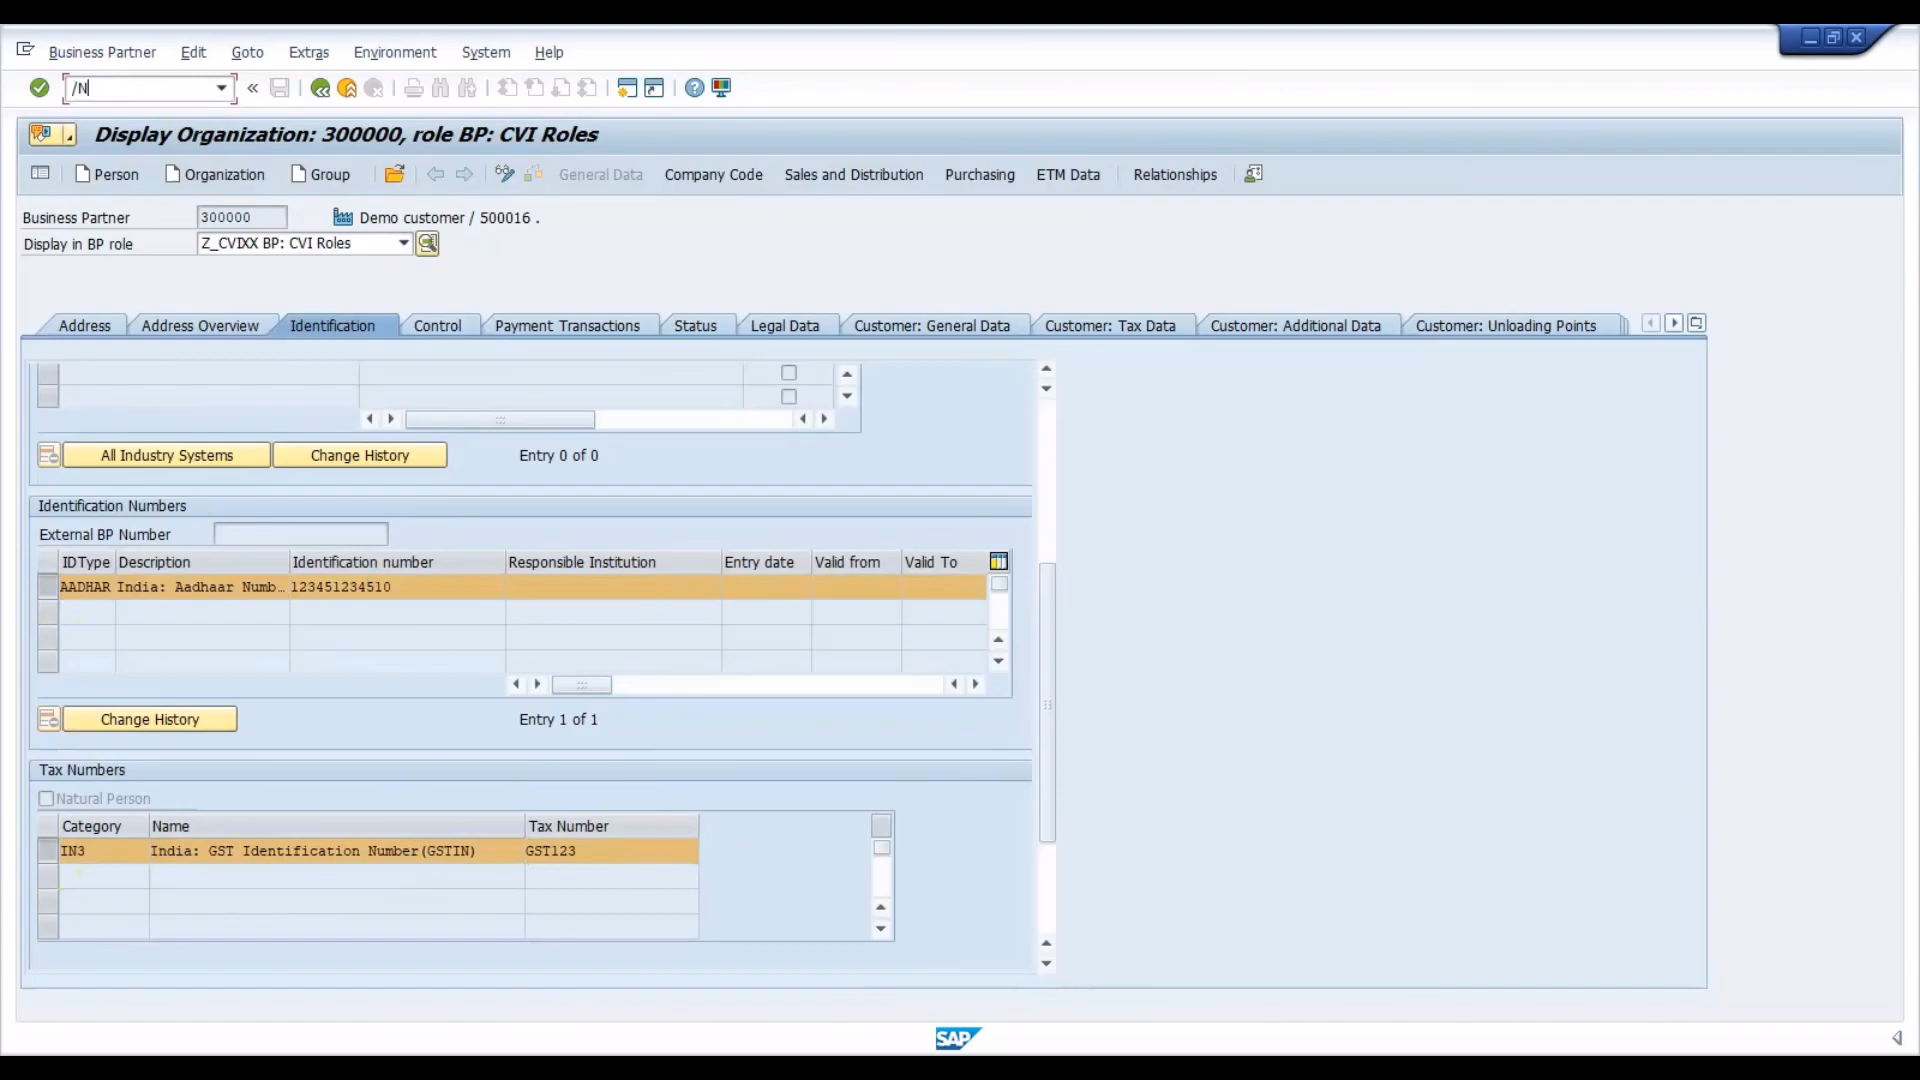 Business Partner Edit Goto Extras Environment System Help
/N
Display Organization: 300000, role BP: CVI Roles
Person Organization Group General Data Company Code Sales and Distribution Purchasing ETM Data Relationships
Business Partner 300000 Demo customer / 500016 .
Display in BP role Z_CVIXX BP: CVI Roles
Address Address Overview Identification Control Payment Transactions Status Legal Data Customer: General Data Customer: Tax Data Customer: Additional Data Customer: Unloading Points
All Industry Systems Change History Entry 0 of 0
Identification Numbers
External BP Number
IDType Description Identification number Responsible Institution Entry date Valid from Valid To
AADHAR India: Aadhaar Numb… 123451234510
Change History Entry 1 of 1
Tax Numbers
Natural Person
Category Name Tax Number
IN3 India: GST Identification Number(GSTIN) GST123
SAP